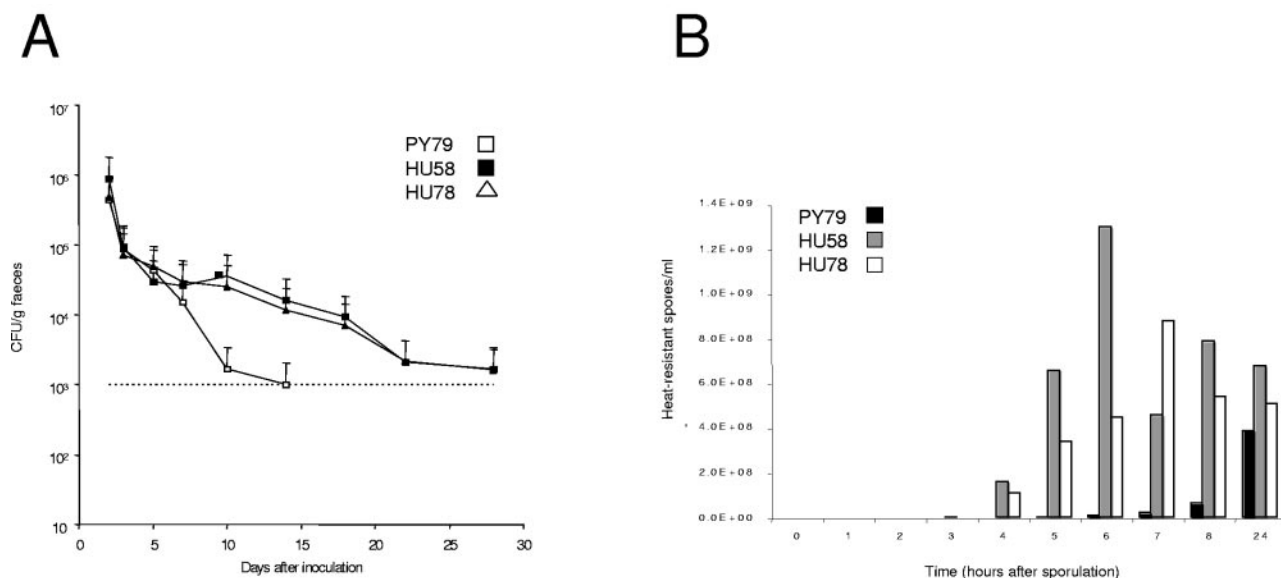 A
10⁷
10⁶
10⁵
10⁴
10³
10²
10
CFU/g faeces
0 5 10 15 20 25 30
Days after inoculation
PY79
HU58
HU78
B
1.4E+09
1.2E+09
1.0E+09
8.0E+08
6.0E+08
4.0E+08
2.0E+08
0.0E+00
Heat-resistant spores/ml
0 1 2 3 4 5 6 7 8 24
Time (hours after sporulation)
PY79
HU58
HU78